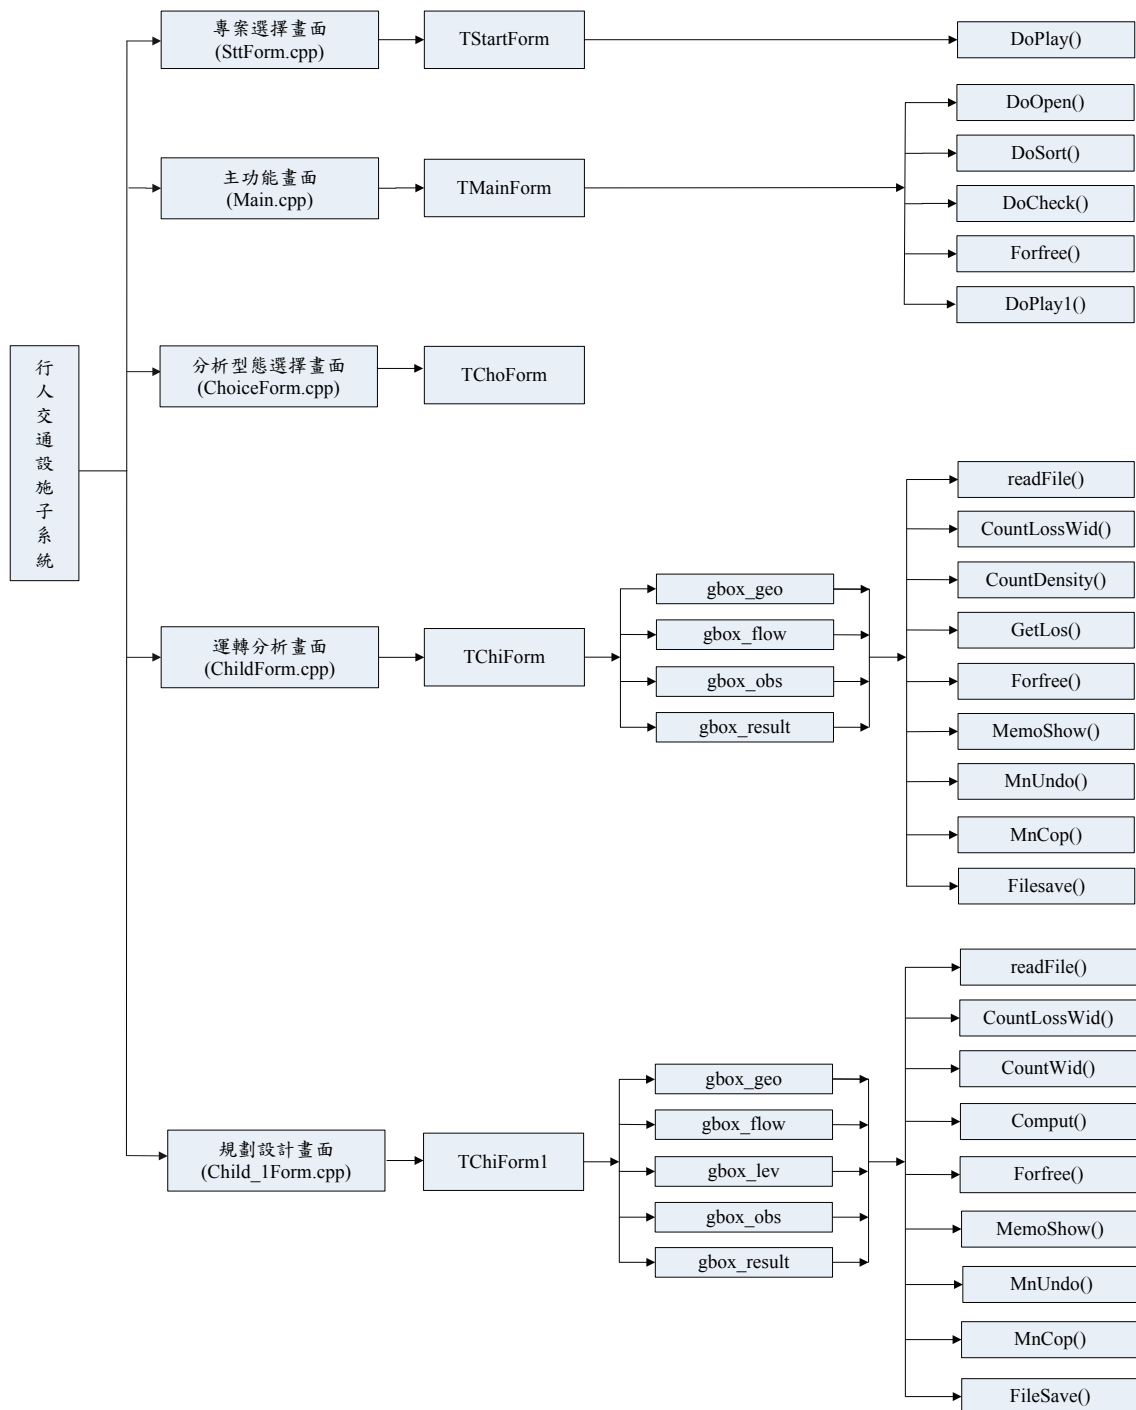 行人交通設施子系統
專案選擇畫面
(SttForm.cpp)
TStartForm
DoPlay()
主功能畫面
(Main.cpp)
TMainForm
DoOpen()
DoSort()
DoCheck()
Forfree()
DoPlay1()
分析型態選擇畫面
(ChoiceForm.cpp)
TChoForm
運轉分析畫面
(ChildForm.cpp)
TChiForm
gbox_geo
gbox_flow
gbox_obs
gbox_result
readFile()
CountLossWid()
CountDensity()
GetLos()
Forfree()
MemoShow()
MnUndo()
MnCop()
Filesave()
規劃設計畫面
(Child_1Form.cpp)
TChiForm1
gbox_geo
gbox_flow
gbox_lev
gbox_obs
gbox_result
readFile()
CountLossWid()
CountWid()
Comput()
Forfree()
MemoShow()
MnUndo()
MnCop()
FileSave()